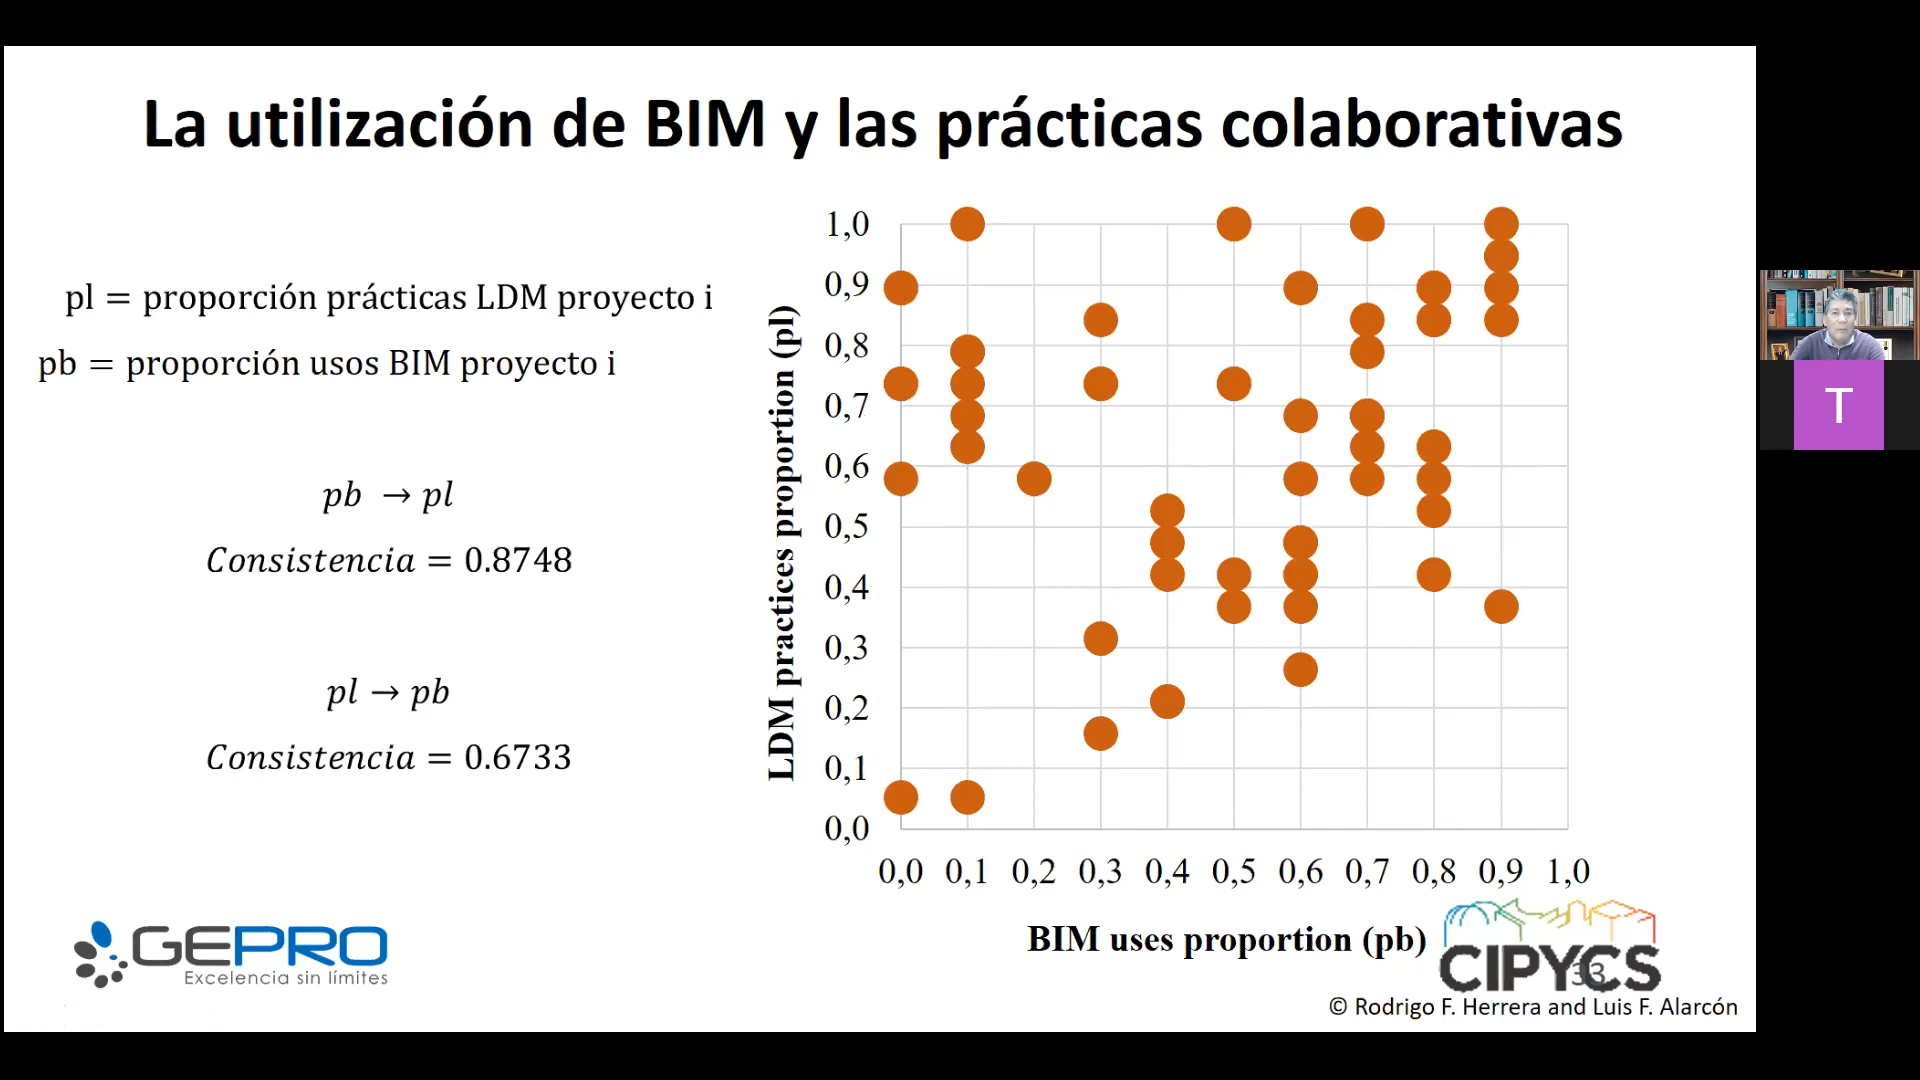 La utilización de BIM y las prácticas colaborativas
pl = proporción prácticas LDM proyecto i
pb = proporción usos BIM proyecto i
pb → pl
Consistencia = 0.8748
pl → pb
Consistencia = 0.6733
LDM practices proportion (pl)
1,0
0,9
0,8
0,7
0,6
0,5
0,4
0,3
0,2
0,1
0,0
0,0 0,1 0,2 0,3 0,4 0,5 0,6 0,7 0,8 0,9 1,0
BIM uses proportion (pb)
GEPRO
Excelencia sin límites
CIPYCS
33
© Rodrigo F. Herrera and Luis F. Alarcón
T